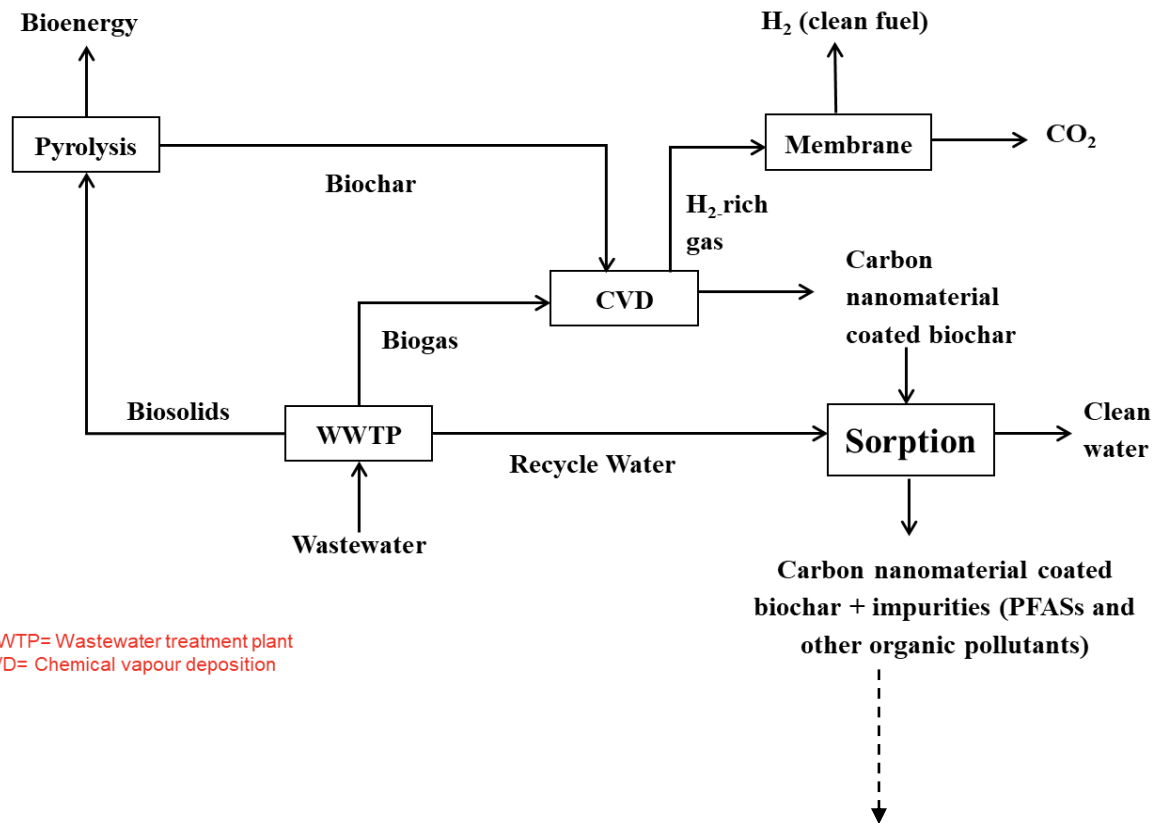 Bioenergy
H₂ (clean fuel)
Pyrolysis
Membrane
CO₂
Biochar
H₂-rich
gas
Carbon
nanomaterial
coated biochar
CVD
Biogas
Biosolids
WWTP
Recycle Water
Sorption
Clean
water
Wastewater
Carbon nanomaterial coated
biochar + impurities (PFASs and
other organic pollutants)
WTP= Wastewater treatment plant
VD= Chemical vapour deposition